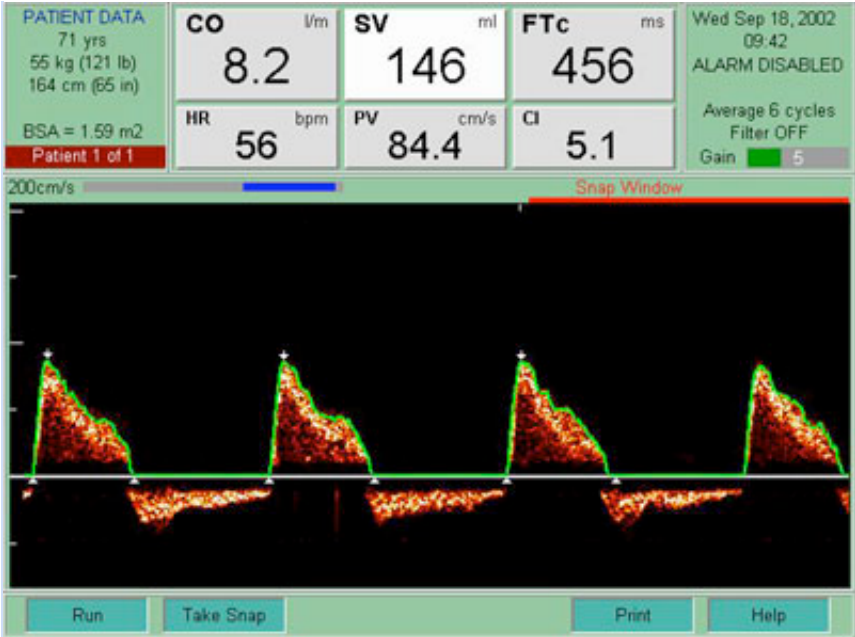 PATIENT DATA
71 yrs
55 kg (121 lb)
164 cm (65 in)
BSA = 1.59 m2
Patient 1 of 1
CO l/m
8.2
SV ml
146
FTc ms
456
HR bpm
56
PV cm/s
84.4
CI
5.1
Wed Sep 18, 2002
09:42
ALARM DISABLED
Average 6 cycles
Filter OFF
Gain 5
200cm/s
Snap Window
Run
Take Snap
Print
Help